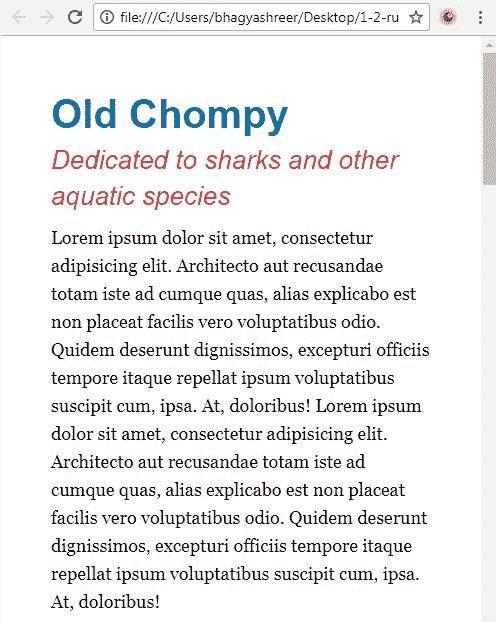 file:///C:/Users/bhagyashreer/Desktop/1-2-ru
Old Chompy
Dedicated to sharks and other
aquatic species
Lorem ipsum dolor sit amet, consectetur
adipisicing elit. Architecto aut recusandae
totam iste ad cumque quas, alias explicabo est
non placeat facilis vero voluptatibus odio.
Quidem deserunt dignissimos, excepturi officiis
tempore itaque repellat ipsum voluptatibus
suscipit cum, ipsa. At, doloribus! Lorem ipsum
dolor sit amet, consectetur adipisicing elit.
Architecto aut recusandae totam iste ad
cumque quas, alias explicabo non placeat
facilis vero voluptatibus odio. Quidem deserunt
dignissimos, excepturi officiis tempore itaque
repellat ipsum voluptatibus suscipit cum, ipsa.
At, doloribus!